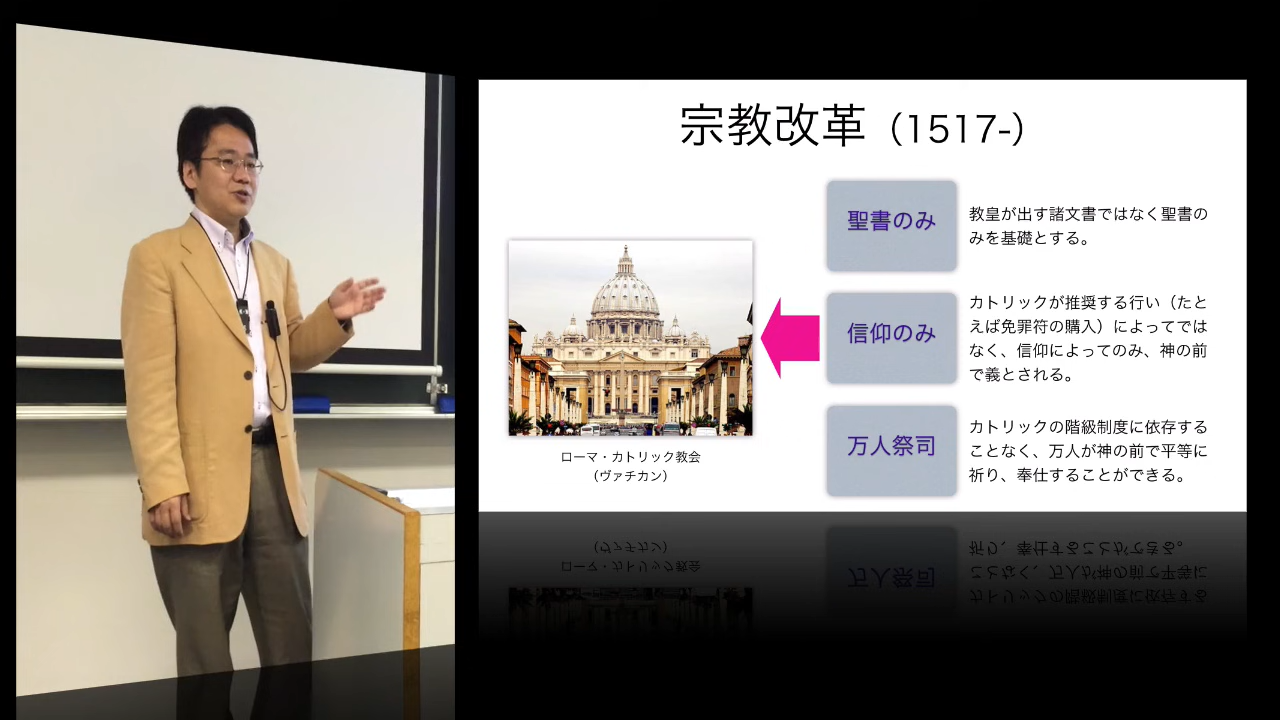 宗教改革（1517-）
聖書のみ
教皇が出す諸文書ではなく聖書の
みを基礎とする。
信仰のみ
カトリックが推奨する行い（たと
えば免罪符の購入）によってでは
なく、信仰によってのみ、神の前
で義とされる。
万人祭司
カトリックの階級制度に依存する
ことなく、万人が神の前で平等に
祈り、奉仕することができる。
ローマ・カトリック教会
（ヴァチカン）